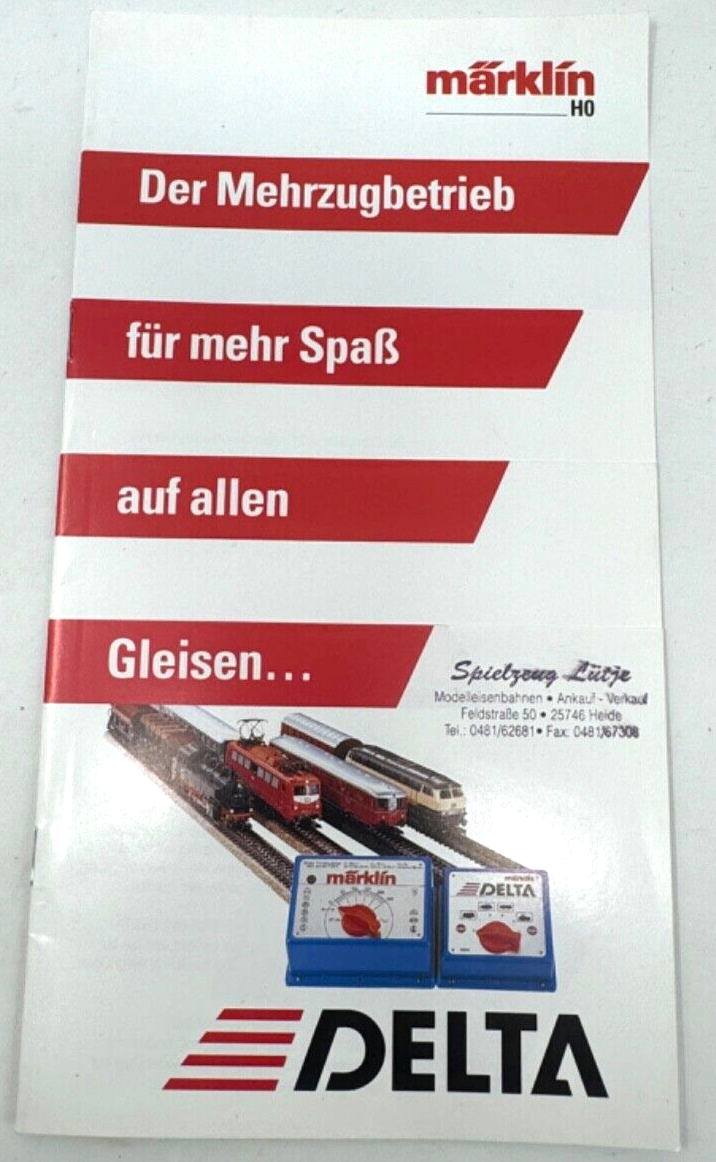 märklin
H0
Der Mehrzugbetrieb
für mehr Spaß
auf allen
Gleisen...
Spielzeug Lütje
Modelleisenbahnen • Ankauf - Verkauf
Feldstraße 50 • 25746 Heide
Tel.: 0481/62681 • Fax: 0481/67308
märklin
märklin
DELTA
DELTA